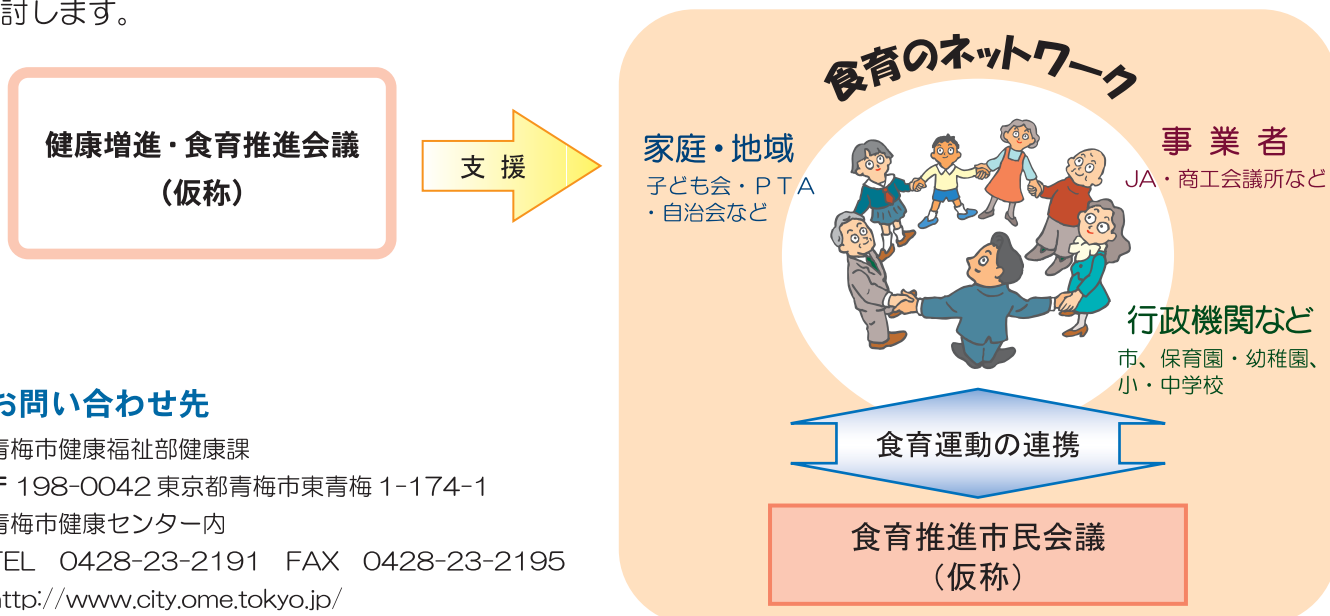 討します。
健康増進・食育推進会議
（仮称）
支 援
食育のネットワーク
家庭・地域
子ども会・ＰＴＡ
・自治会など
事 業 者
JA・商工会議所など
行政機関など
市、保育園・幼稚園、
小・中学校
食育運動の連携
食育推進市民会議
（仮称）
お問い合わせ先
青梅市健康福祉部健康課
〒198-0042 東京都青梅市東青梅 1-174-1
青梅市健康センター内
TEL　0428-23-2191　FAX　0428-23-2195
http://www.city.ome.tokyo.jp/